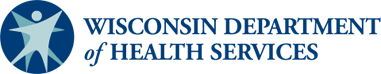 WISCONSIN DEPARTMENT
of HEALTH SERVICES